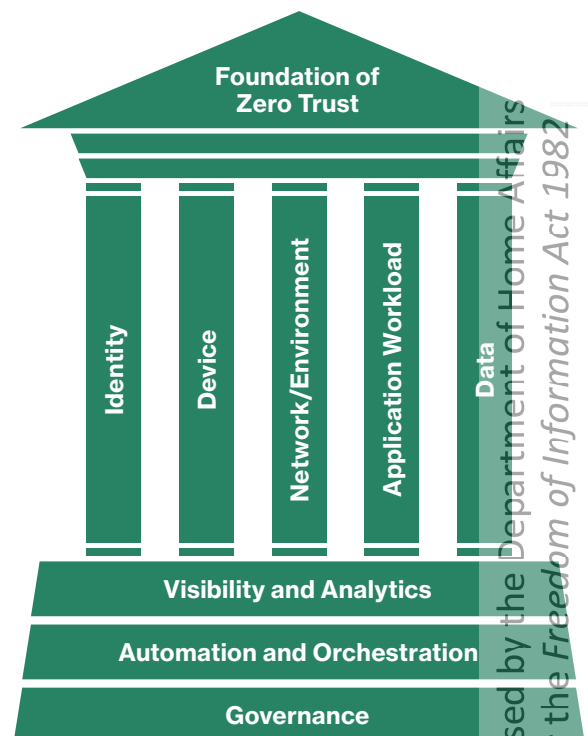 Foundation of
Zero Trust
Identity
Device
Network/Environment
Application Workload
Data
Visibility and Analytics
Automation and Orchestration
Governance
by the Department of Home Affairs
the Freedom of Information Act 1982